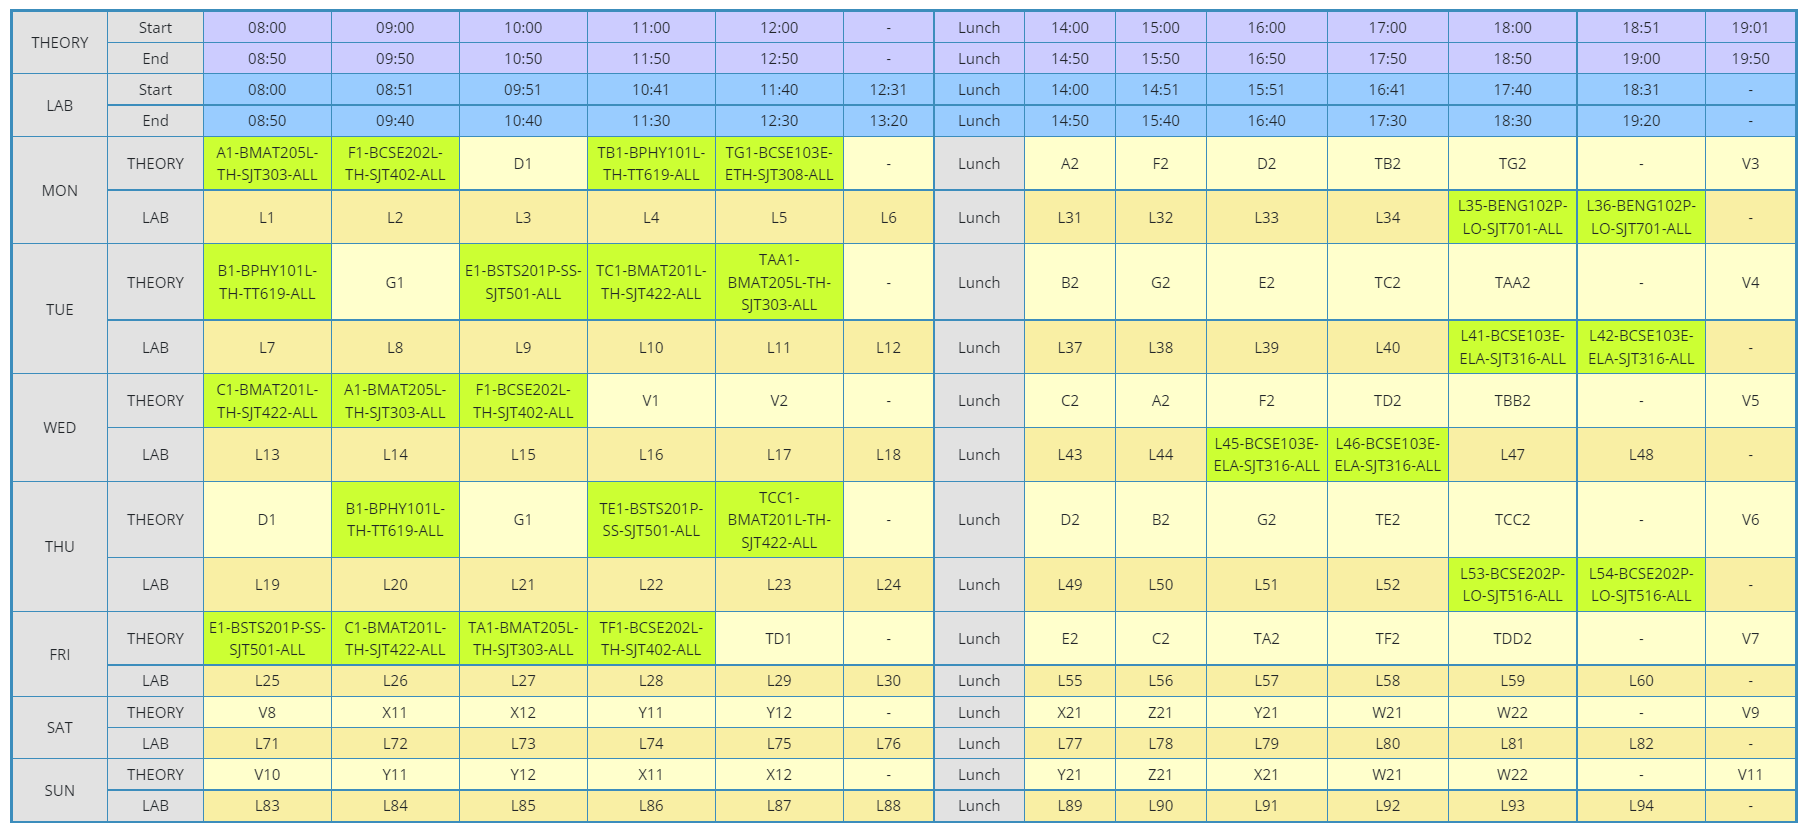 THEORY Start 08:00 09:00 10:00 11:00 12:00 - Lunch 14:00 15:00 16:00 17:00 18:00 18:51 19:01
End 08:50 09:50 10:50 11:50 12:50 - Lunch 14:50 15:50 16:50 17:50 18:50 19:00 19:50
LAB Start 08:00 08:51 09:51 10:41 11:40 12:31 Lunch 14:00 14:51 15:51 16:41 17:40 18:31 -
End 08:50 09:40 10:40 11:30 12:30 13:20 Lunch 14:50 15:40 16:40 17:30 18:30 19:20 -
MON THEORY A1-BMAT205L-TH-SJT303-ALL F1-BCSE202L-TH-SJT402-ALL D1 TB1-BPHY101L-TH-TT619-ALL TG1-BCSE103E-ETH-SJT308-ALL - Lunch A2 F2 D2 TB2 TG2 - V3
LAB L1 L2 L3 L4 L5 L6 Lunch L31 L32 L33 L34 L35-BENG102P-LO-SJT701-ALL L36-BENG102P-LO-SJT701-ALL -
TUE THEORY B1-BPHY101L-TH-TT619-ALL G1 E1-BSTS201P-SS-SJT501-ALL TC1-BMAT201L-TH-SJT422-ALL TAA1-BMAT205L-TH-SJT303-ALL - Lunch B2 G2 E2 TC2 TAA2 - V4
LAB L7 L8 L9 L10 L11 L12 Lunch L37 L38 L39 L40 L41-BCSE103E-ELA-SJT316-ALL L42-BCSE103E-ELA-SJT316-ALL -
WED THEORY C1-BMAT201L-TH-SJT422-ALL A1-BMAT205L-TH-SJT303-ALL F1-BCSE202L-TH-SJT402-ALL V1 V2 - Lunch C2 A2 F2 TD2 TBB2 - V5
LAB L13 L14 L15 L16 L17 L18 Lunch L43 L44 L45-BCSE103E-ELA-SJT316-ALL L46-BCSE103E-ELA-SJT316-ALL L47 L48 -
THU THEORY D1 B1-BPHY101L-TH-TT619-ALL G1 TE1-BSTS201P-SS-SJT501-ALL TCC1-BMAT201L-TH-SJT422-ALL - Lunch D2 B2 G2 TE2 TCC2 - V6
LAB L19 L20 L21 L22 L23 L24 Lunch L49 L50 L51 L52 L53-BCSE202P-LO-SJT516-ALL L54-BCSE202P-LO-SJT516-ALL -
FRI THEORY E1-BSTS201P-SS-SJT501-ALL C1-BMAT201L-TH-SJT422-ALL TA1-BMAT205L-TH-SJT303-ALL TF1-BCSE202L-TH-SJT402-ALL TD1 - Lunch E2 C2 TA2 TF2 TDD2 - V7
LAB L25 L26 L27 L28 L29 L30 Lunch L55 L56 L57 L58 L59 L60 -
SAT THEORY V8 X11 X12 Y11 Y12 - Lunch X21 Z21 Y21 W21 W22 - V9
LAB L71 L72 L73 L74 L75 L76 Lunch L77 L78 L79 L80 L81 L82 -
SUN THEORY V10 Y11 Y12 X11 X12 - Lunch Y21 Z21 X21 W21 W22 - V11
LAB L83 L84 L85 L86 L87 L88 Lunch L89 L90 L91 L92 L93 L94 -